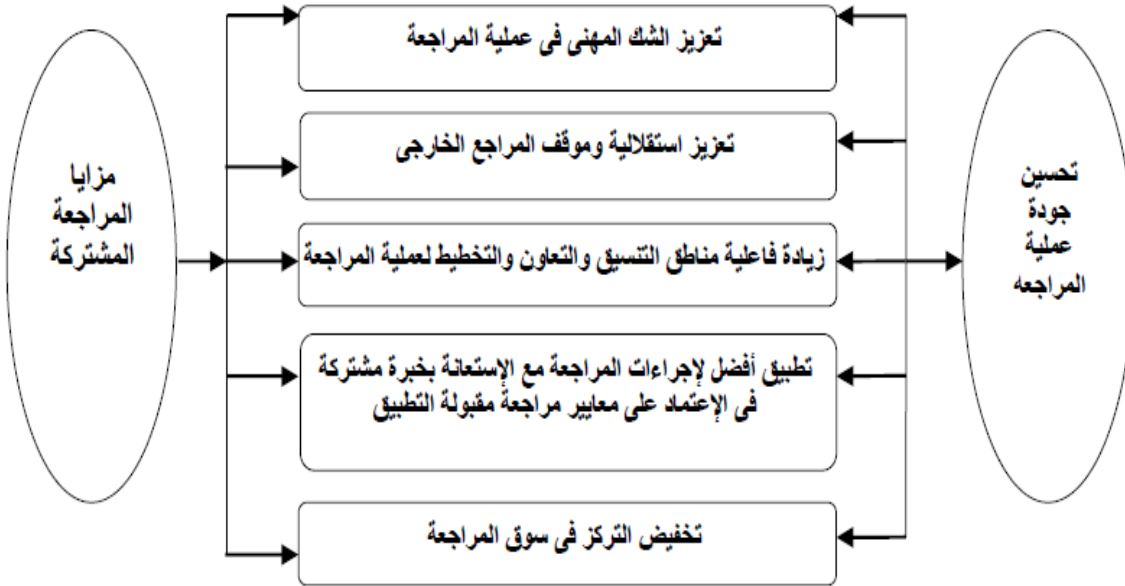 مزايا
المراجعة
المشتركة
تعزيز الشك المهنى فى عملية المراجعة
تعزيز استقلالية وموقف المراجع الخارجى
زيادة فاعلية مناطق التنسيق والتعاون والتخطيط لعملية المراجعة
تطبيق أفضل لإجراءات المراجعة مع الإستعانة بخبرة مشتركة
فى الإعتماد على معايير مراجعة مقبولة التطبيق
تخفيض التركز فى سوق المراجعة
تحسين
جودة
عملية
المراجعه